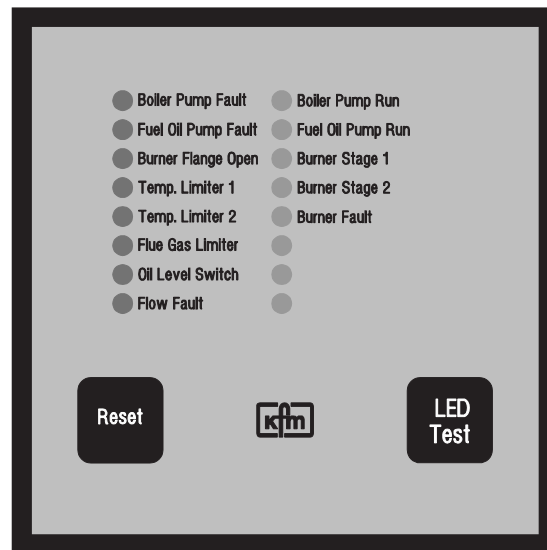 Boiler Pump Fault
Fuel Oil Pump Fault
Burner Flange Open
Temp. Limiter 1
Temp. Limiter 2
Flue Gas Limiter
Oil Level Switch
Flow Fault
Boiler Pump Run
Fuel Oil Pump Run
Burner Stage 1
Burner Stage 2
Burner Fault
Reset
kfm
LED
Test